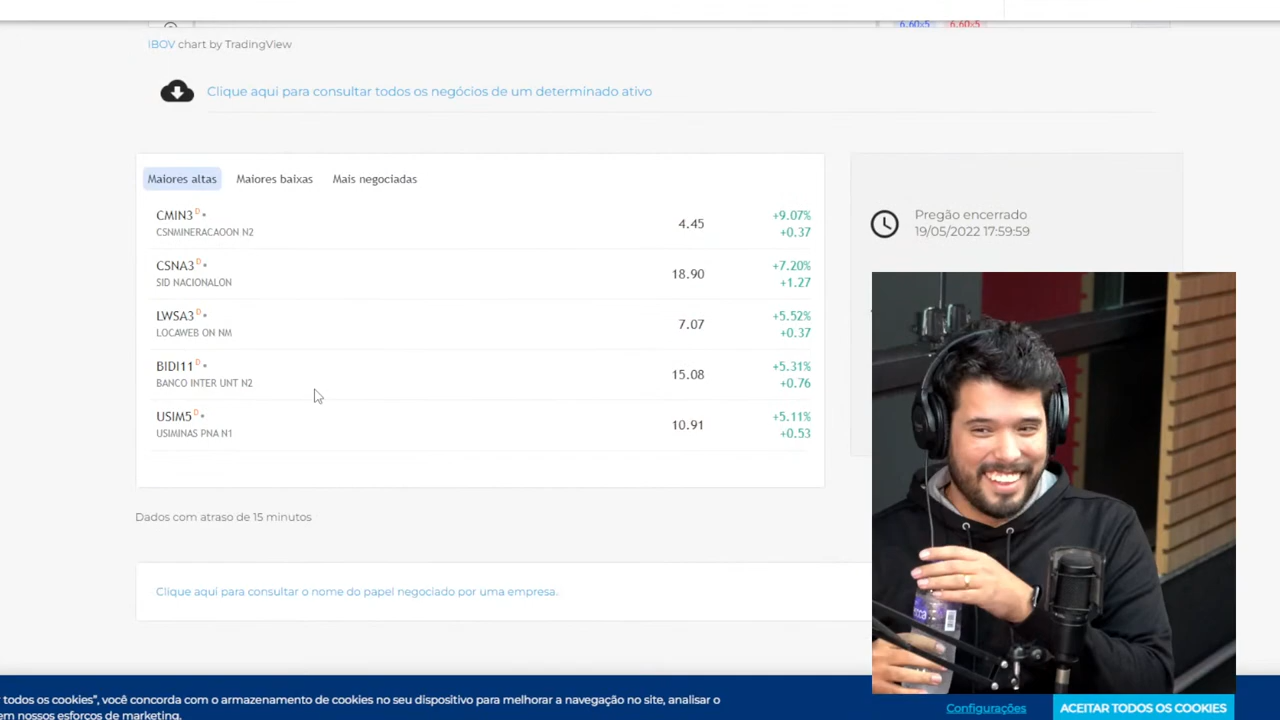 6.60x5 6.60x5
IBOV chart by TradingView
Clique aqui para consultar todos os negócios de um determinado ativo
Maiores altas Maiores baixas Mais negociadas
CMIN3 D 4.45 +9.07%
CSNMINERACAOON N2 +0.37
CSNA3 D 18.90 +7.20%
SID NACIONALON +1.27
LWSA3 D 7.07 +5.52%
LOCAWEB ON NM +0.37
BIDI11 D 15.08 +5.31%
BANCO INTER UNT N2 +0.76
USIM5 D 10.91 +5.11%
USIMINAS PNA N1 +0.53
Pregão encerrado
19/05/2022 17:59:59
Dados com atraso de 15 minutos
Clique aqui para consultar o nome do papel negociado por uma empresa.
r todos os cookies", você concorda com o armazenamento de cookies no seu dispositivo para melhorar a navegação no site, analisar o
em nossos esforços de marketing.
Configurações
ACEITAR TODOS OS COOKIES